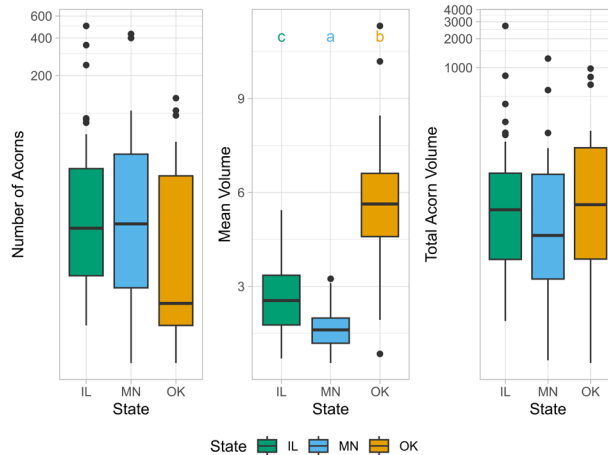 600
400
200
Number of Acorns
IL MN OK
State
c a b
9
6
3
Mean Volume
IL MN OK
State
4000
3000
2000
1000
Total Acorn Volume
IL MN OK
State
State IL MN OK